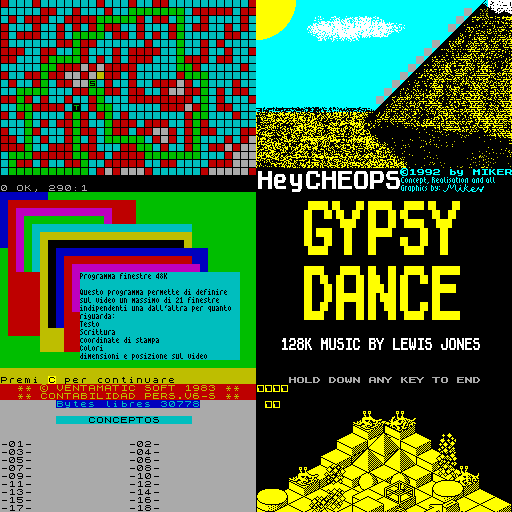 S
T
0 OK, 290:1
HeyCHEOPS
©1992 by MIKER
Concept, Realisation and all
Graphics by: Miker
GYPSY
DANCE
128K MUSIC BY LEWIS JONES
HOLD DOWN ANY KEY TO END
Programma finestre 48K
Questo programma permette di definire
sul video un massimo di 21 finestre
indipendenti una dall'altra per quanto
riguarda:
Testo
Scrittura
coordinate di stampa
Colori
dimensioni e posizione sul video
Premi C per continuare
** © VENTAMATIC SOFT 1983 **
** CONTABILIDAD PERS.V6-S **
Bytes libres 30778
CONCEPTOS
-01- -02-
-03- -04-
-05- -06-
-07- -08-
-09- -10-
-11- -12-
-13- -14-
-15- -16-
-17- -18-